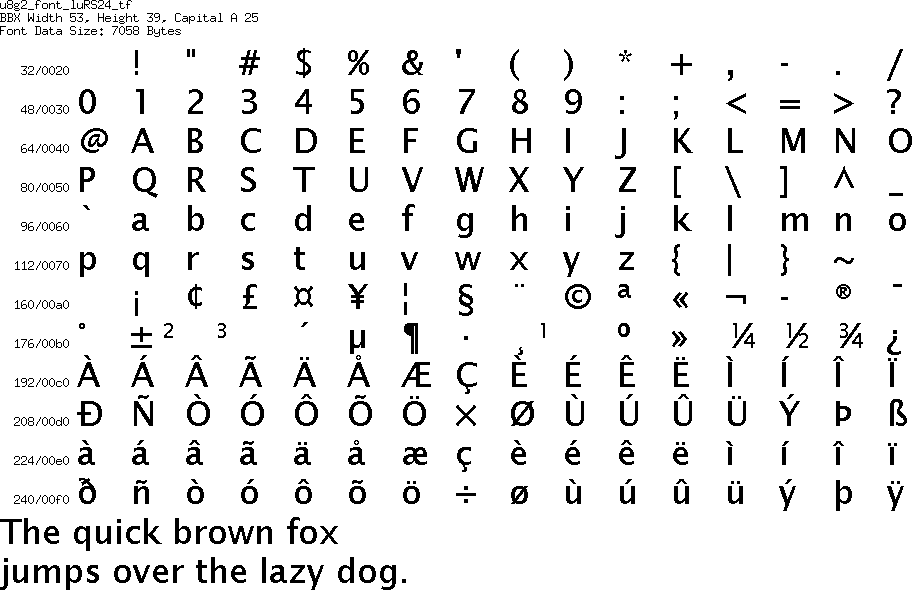 u8g2_font_luRS24_tf
BBX Width 53, Height 39, Capital A 25
Font Data Size: 7058 Bytes
32/0020 ! " # $ % & ' ( ) * + , - . /
48/0030 0 1 2 3 4 5 6 7 8 9 : ; < = > ?
64/0040 @ A B C D E F G H I J K L M N O
80/0050 P Q R S T U V W X Y Z [ \ ] ^ _
96/0060 ` a b c d e f g h i j k l m n o
112/0070 p q r s t u v w x y z { | } ~
160/00a0 ¡ ¢ £ ¤ ¥ ¦ § ¨ © ª « ¬ - ® ¯
176/00b0 ° ± ² ³ ´ µ ¶ · ¸ ¹ º » ¼ ½ ¾ ¿
192/00c0 À Á Â Ã Ä Å Æ Ç È É Ê Ë Ì Í Î Ï
208/00d0 Ð Ñ Ò Ó Ô Õ Ö × Ø Ù Ú Û Ü Ý Þ ß
224/00e0 à á â ã ä å æ ç è é ê ë ì í î ï
240/00f0 ð ñ ò ó ô õ ö ÷ ø ù ú û ü ý þ ÿ
The quick brown fox
jumps over the lazy dog.